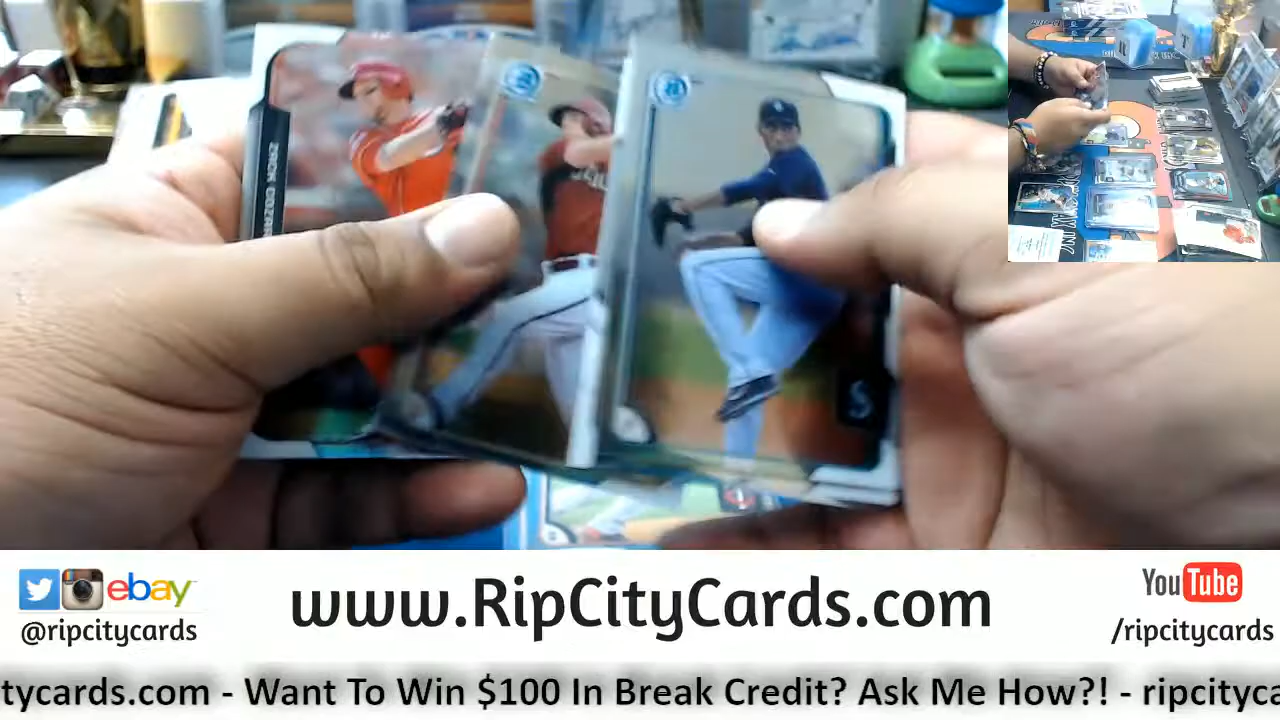 ebay
@ripcitycards
www.RipCityCards.com
YouTube
/ripcitycards
tycards.com - Want To Win $100 In Break Credit? Ask Me How?! - ripcityca